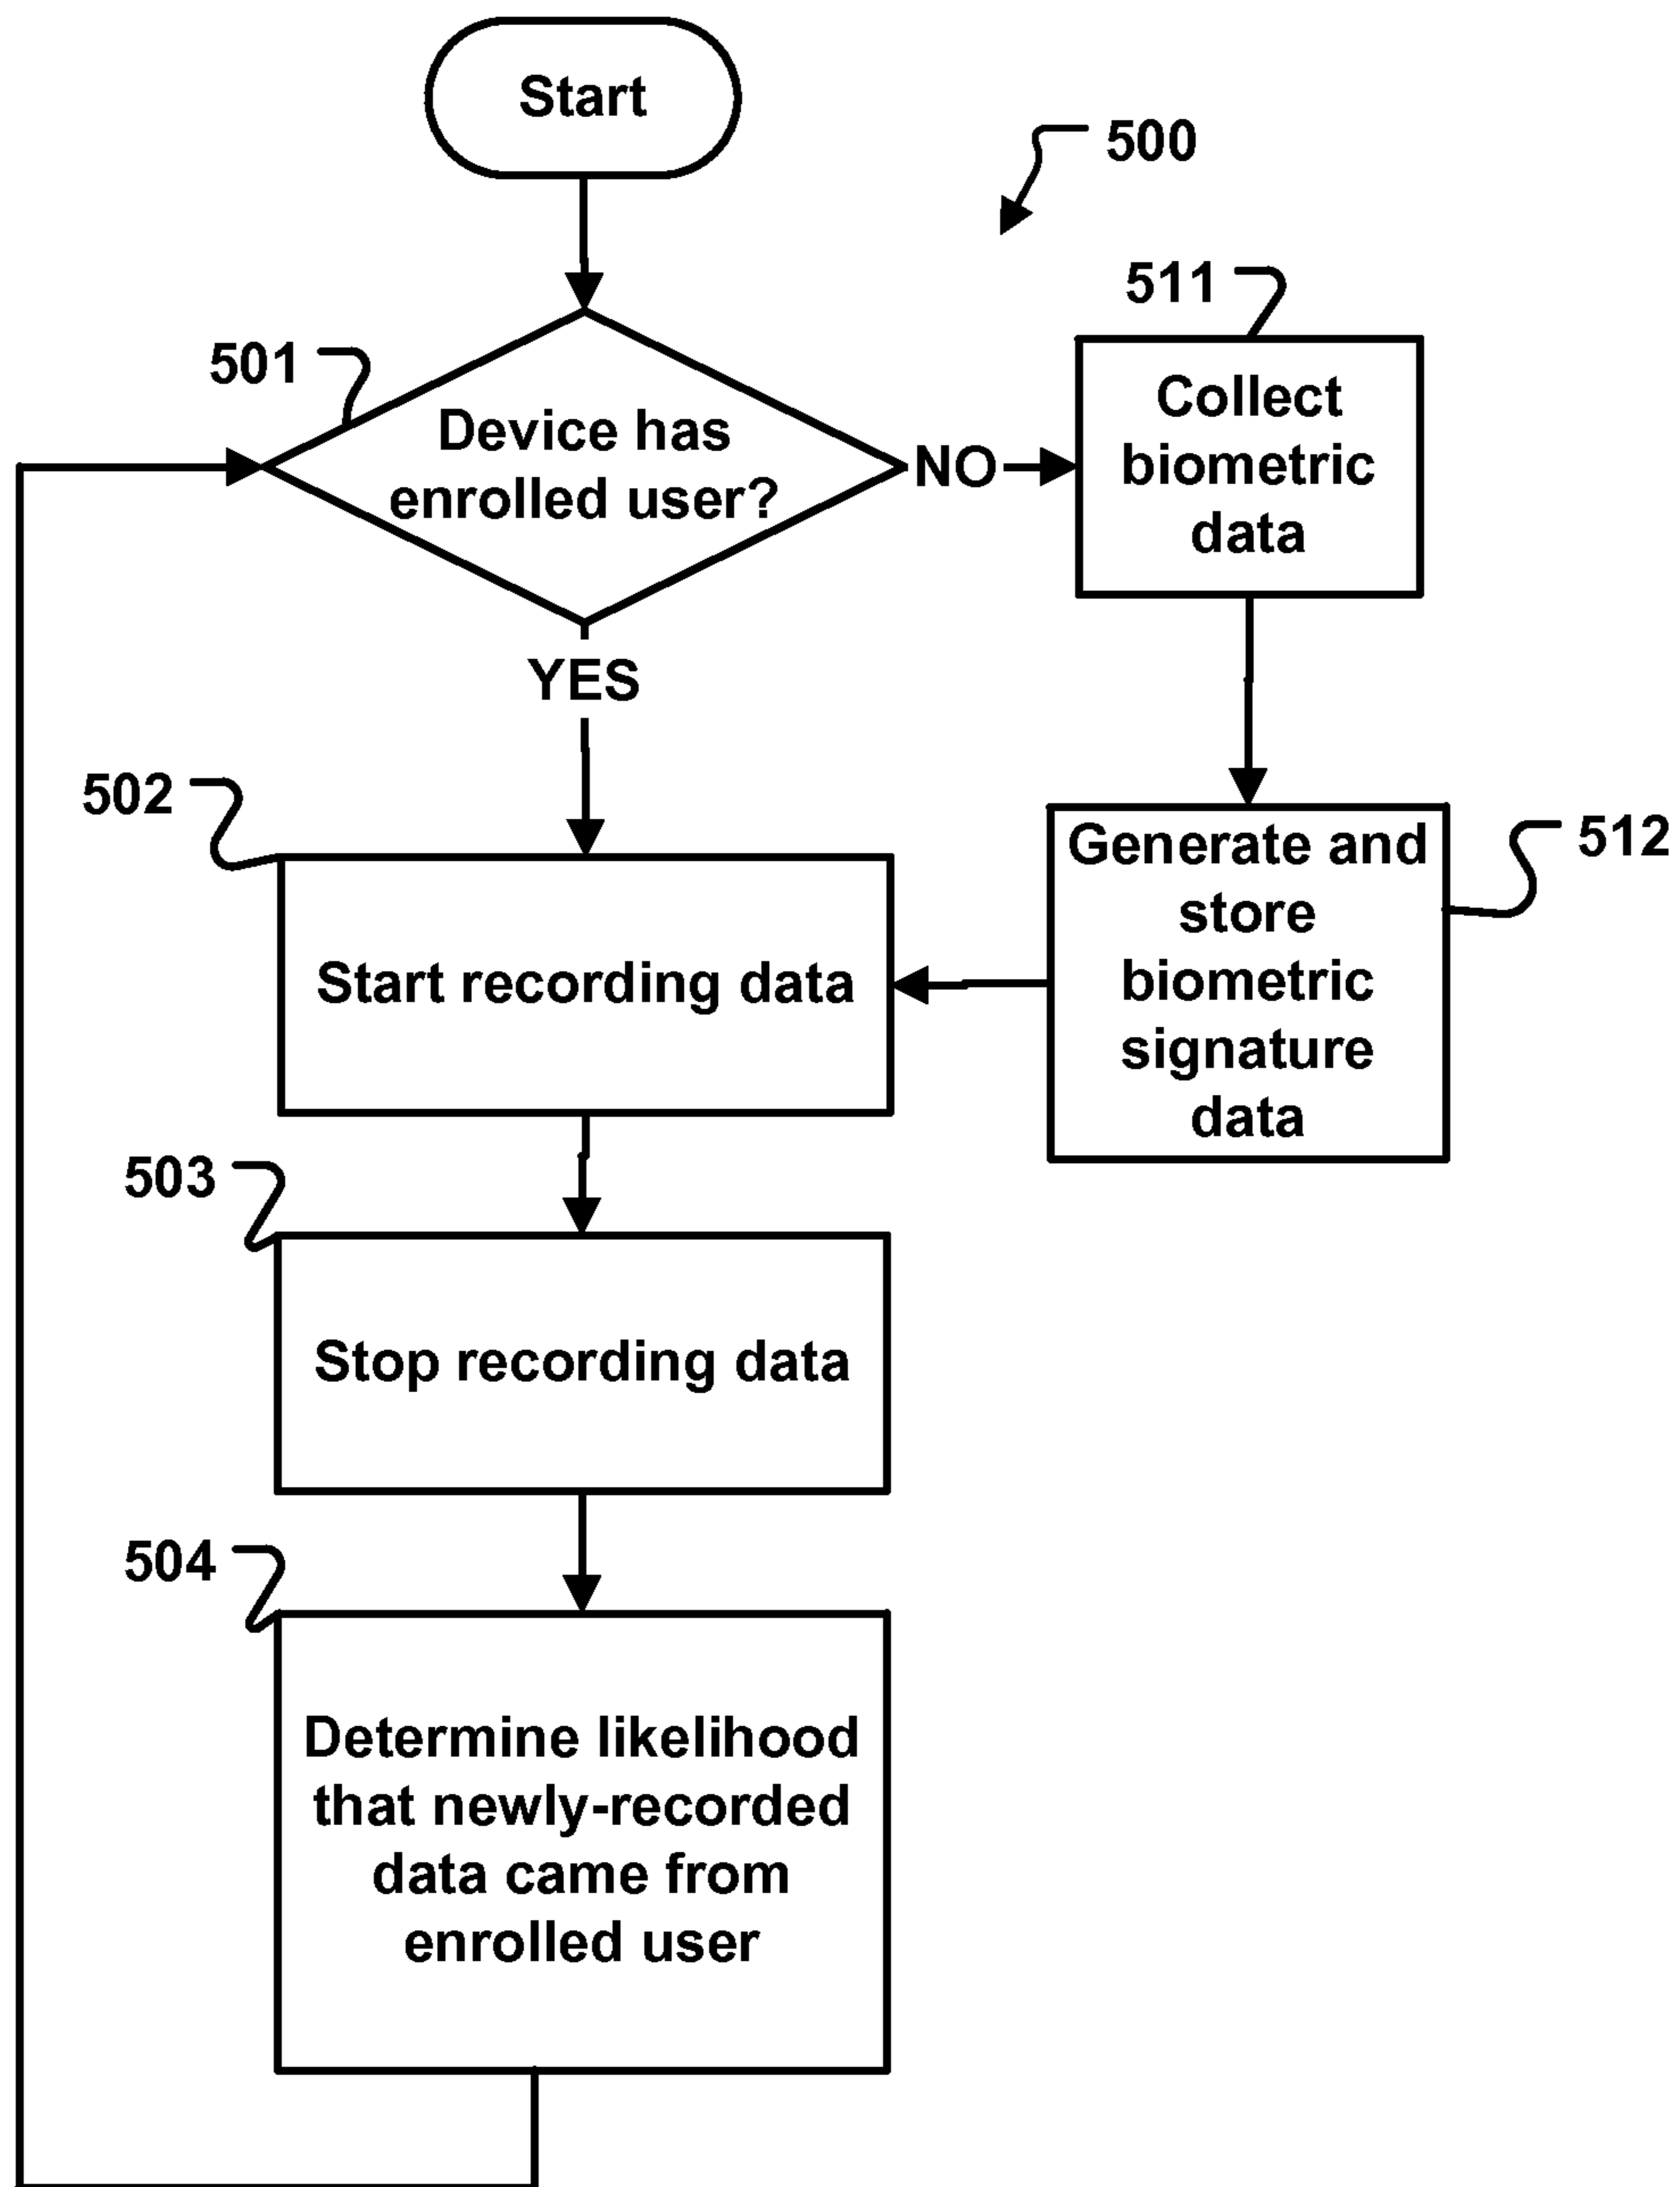 Start
500
511
501
Device has
enrolled user?
NO
Collect
biometric
data
YES
502
Start recording data
Generate and
store
biometric
signature
data
512
503
Stop recording data
504
Determine likelihood
that newly-recorded
data came from
enrolled user